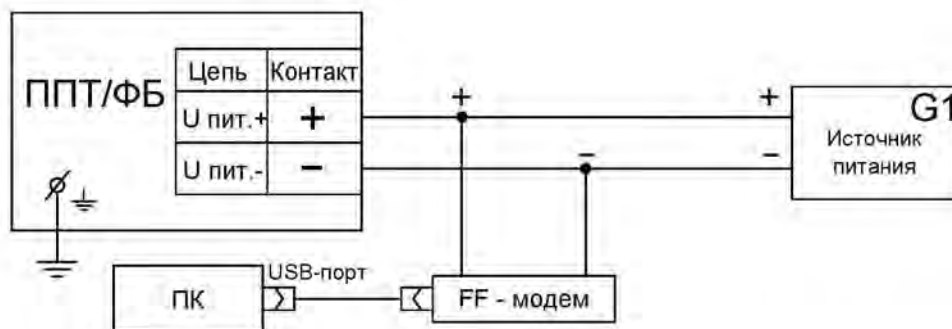 ППТ/ФБ
Цепь Контакт
U пит.+ +
U пит.- −
+ +
− −
G1
Источник
питания
USB-порт
ПК
FF - модем